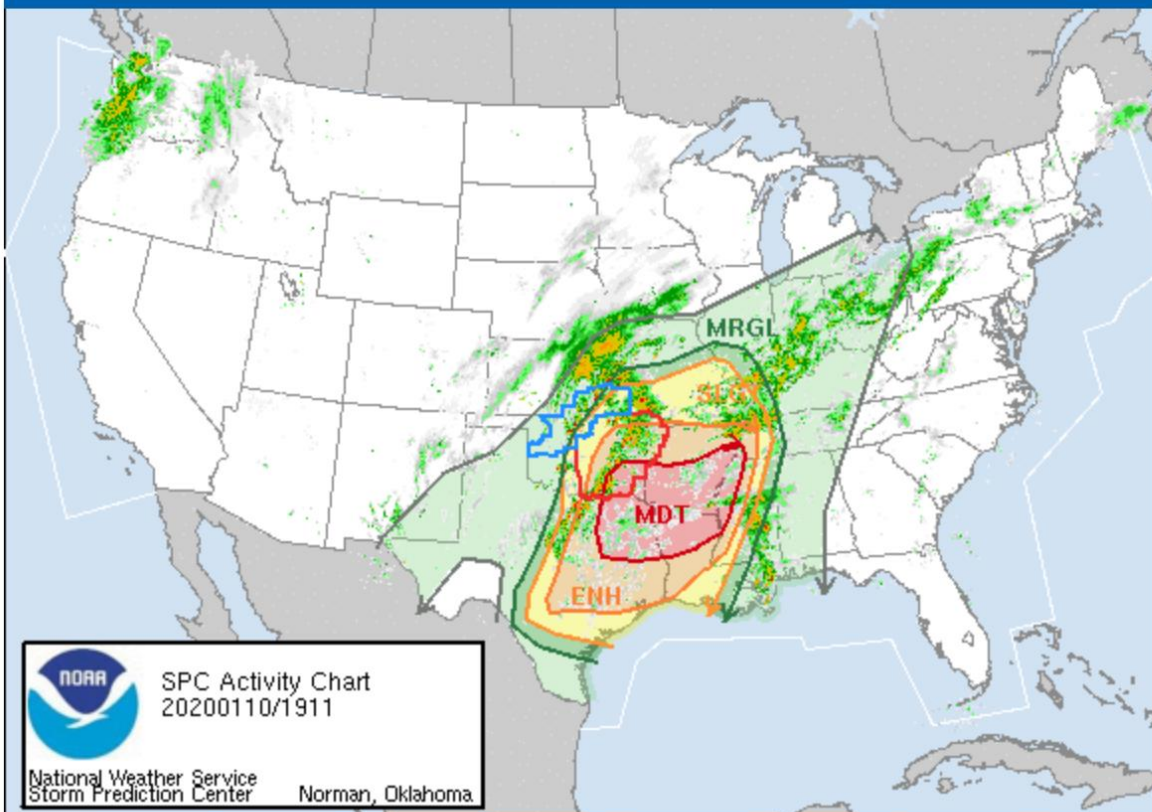 MRGL
SLGT
MDT
ENH
NOAA
SPC Activity Chart
20200110/1911
National Weather Service
Storm Prediction Center Norman, Oklahoma